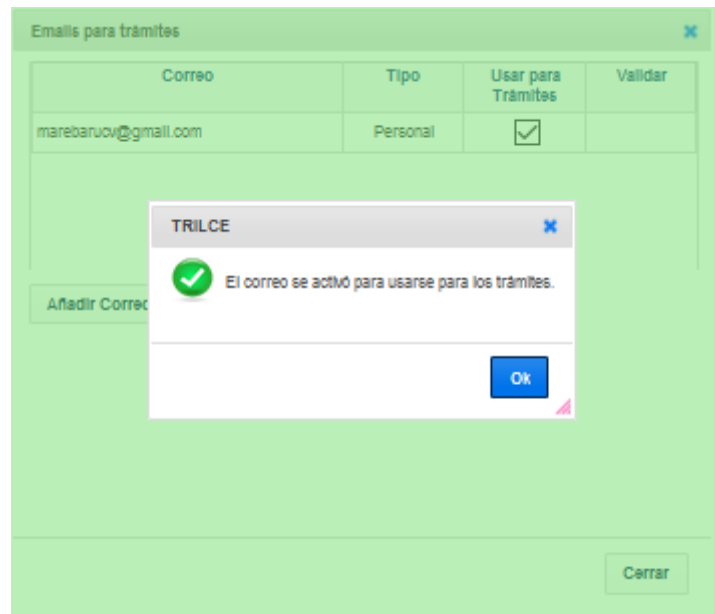 Emails para trámites
Correo Tipo Usar para Trámites Validar
marebarucv@gmail.com Personal
TRILCE
El correo se activó para usarse para los trámites.
Añadir Correo
Ok
Cerrar